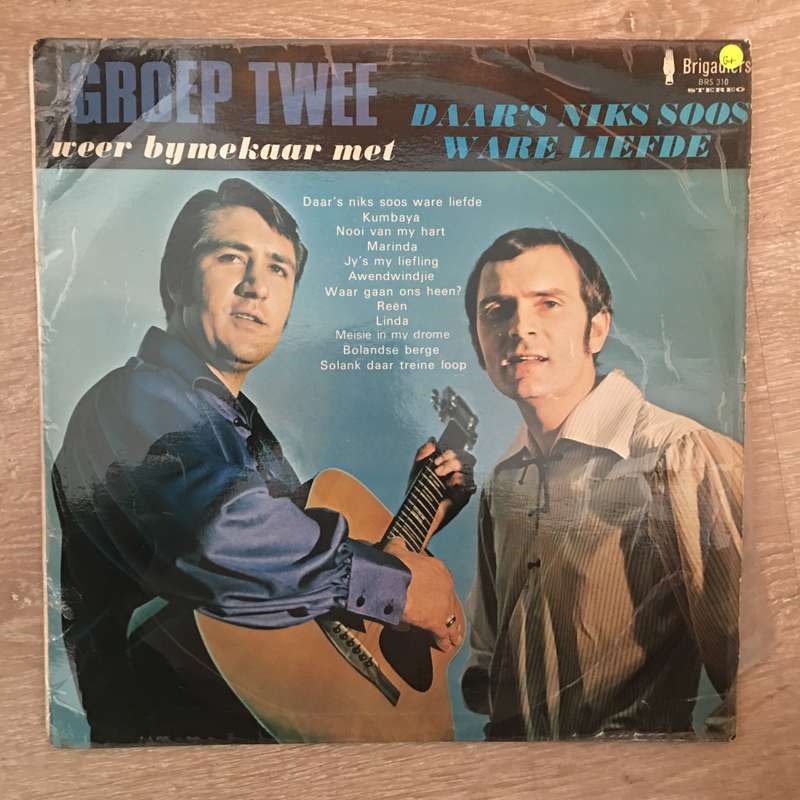 GROEP TWEE
weer bymekaar met
DAAR'S NIKS SOOS
WARE LIEFDE
Brigadiers
BRS 310
STEREO
G+
Daar's niks soos ware liefde
Kumbaya
Nooi van my hart
Marinda
Jy's my liefling
Awendwindjie
Waar gaan ons heen?
Reën
Linda
Meisie in my drome
Bolandse berge
Solank daar treine loop